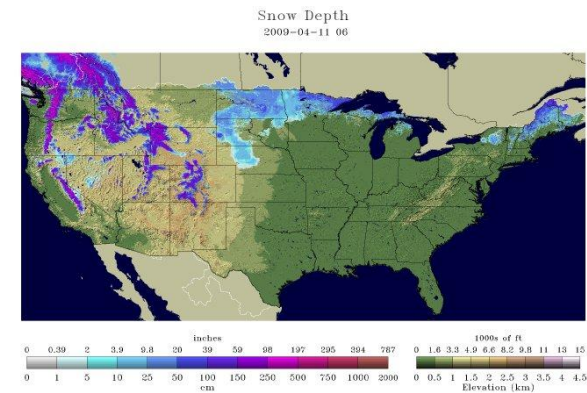 Snow Depth
2009-04-11 06
inches
0 0.39 2 3.9 9.8 20 39 59 98 197 295 394 787
0 1 5 10 25 50 100 150 250 500 750 1000 2000
cm
1000s of ft
0 1.6 3.3 4.9 6.6 8.2 9.8 11 13 15
0 0.5 1 1.5 2 2.5 3 3.5 4 4.5
Elevation (km)